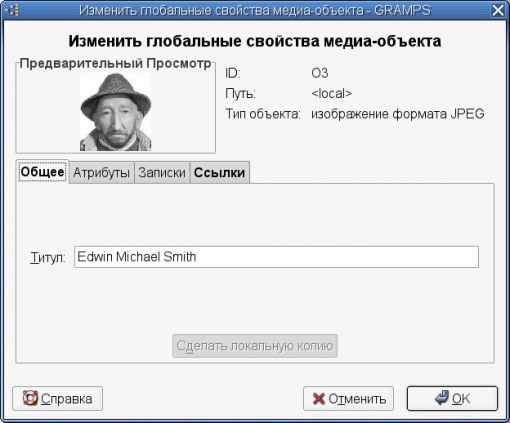 Изменить глобальные свойства медиа-объекта - GRAMPS
Изменить глобальные свойства медиа-объекта
Предварительный Просмотр
ID: O3
Путь: <local>
Тип объекта: изображение формата JPEG
Общее Атрибуты Записки Ссылки
Титул: Edwin Michael Smith
Сделать локальную копию
Справка Отменить OK